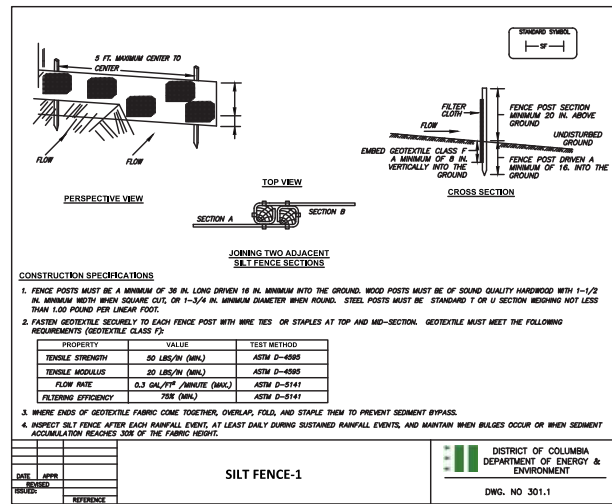 STANDARD SYMBOL
SF
5 FT. MAXIMUM CENTER TO
CENTER
FLOW
FLOW
PERSPECTIVE VIEW
FILTER
CLOTH
FLOW
EMBED GEOTEXTILE CLASS F
A MINIMUM OF 8 IN.
VERTICALLY INTO THE
GROUND
FENCE POST SECTION
MINIMUM 20 IN. ABOVE
GROUND
UNDISTURBED
GROUND
FENCE POST DRIVEN A
MINIMUM OF 16. INTO THE
GROUND
CROSS SECTION
TOP VIEW
SECTION A
SECTION B
JOINING TWO ADJACENT
SILT FENCE SECTIONS
CONSTRUCTION SPECIFICATIONS
1. FENCE POSTS MUST BE A MINIMUM OF 36 IN. LONG DRIVEN 16 IN. MINIMUM INTO THE GROUND. WOOD POSTS MUST BE OF SOUND QUALITY HARDWOOD WITH 1-1/2
IN. MINIMUM WIDTH WHEN SQUARE CUT, OR 1-3/4 IN. MINIMUM DIAMETER WHEN ROUND. STEEL POSTS MUST BE STANDARD T OR U SECTION WEIGHING NOT LESS
THAN 1.00 POUND PER LINEAR FOOT.
2. FASTEN GEOTEXTILE SECURELY TO EACH FENCE POST WITH WIRE TIES OR STAPLES AT TOP AND MID-SECTION. GEOTEXTILE MUST MEET THE FOLLOWING
REQUIREMENTS (GEOTEXTILE CLASS F):
PROPERTY VALUE TEST METHOD
TENSILE STRENGTH 50 LBS/IN (MIN.) ASTM D-4595
TENSILE MODULUS 20 LBS/IN (MIN.) ASTM D-4595
FLOW RATE 0.3 GAL/FT² /MINUTE (MAX.) ASTM D-5141
FILTERING EFFICIENCY 75% (MIN.) ASTM D-5141
3. WHERE ENDS OF GEOTEXTILE FABRIC COME TOGETHER, OVERLAP, FOLD, AND STAPLE THEM TO PREVENT SEDIMENT BYPASS.
4. INSPECT SILT FENCE AFTER EACH RAINFALL EVENT, AT LEAST DAILY DURING SUSTAINED RAINFALL EVENTS, AND MAINTAIN WHEN BULGES OCCUR OR WHEN SEDIMENT
ACCUMULATION REACHES 30% OF THE FABRIC HEIGHT.
DATE APPR
REVISED
ISSUED:
REFERENCE
SILT FENCE-1
DISTRICT OF COLUMBIA
DEPARTMENT OF ENERGY &
ENVIRONMENT
DWG. NO 301.1